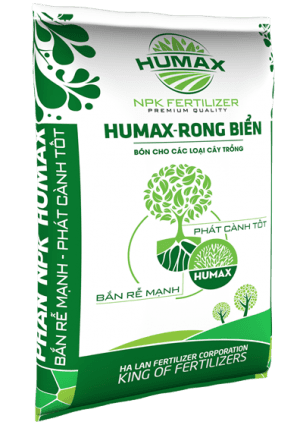 HUMAX
NPK FERTILIZER
PREMIUM QUALITY
HUMAX-RONG BIỂN
BÓN CHO CÁC LOẠI CÂY TRỒNG
PHÁT CÀNH TỐT
HUMAX
BẮN RỄ MẠNH
HA LAN FERTILIZER CORPORATION
KING OF FERTILIZERS
PHÂN NPK HUMAX
BẮN RỄ MẠNH - PHÁT CÀNH TỐT